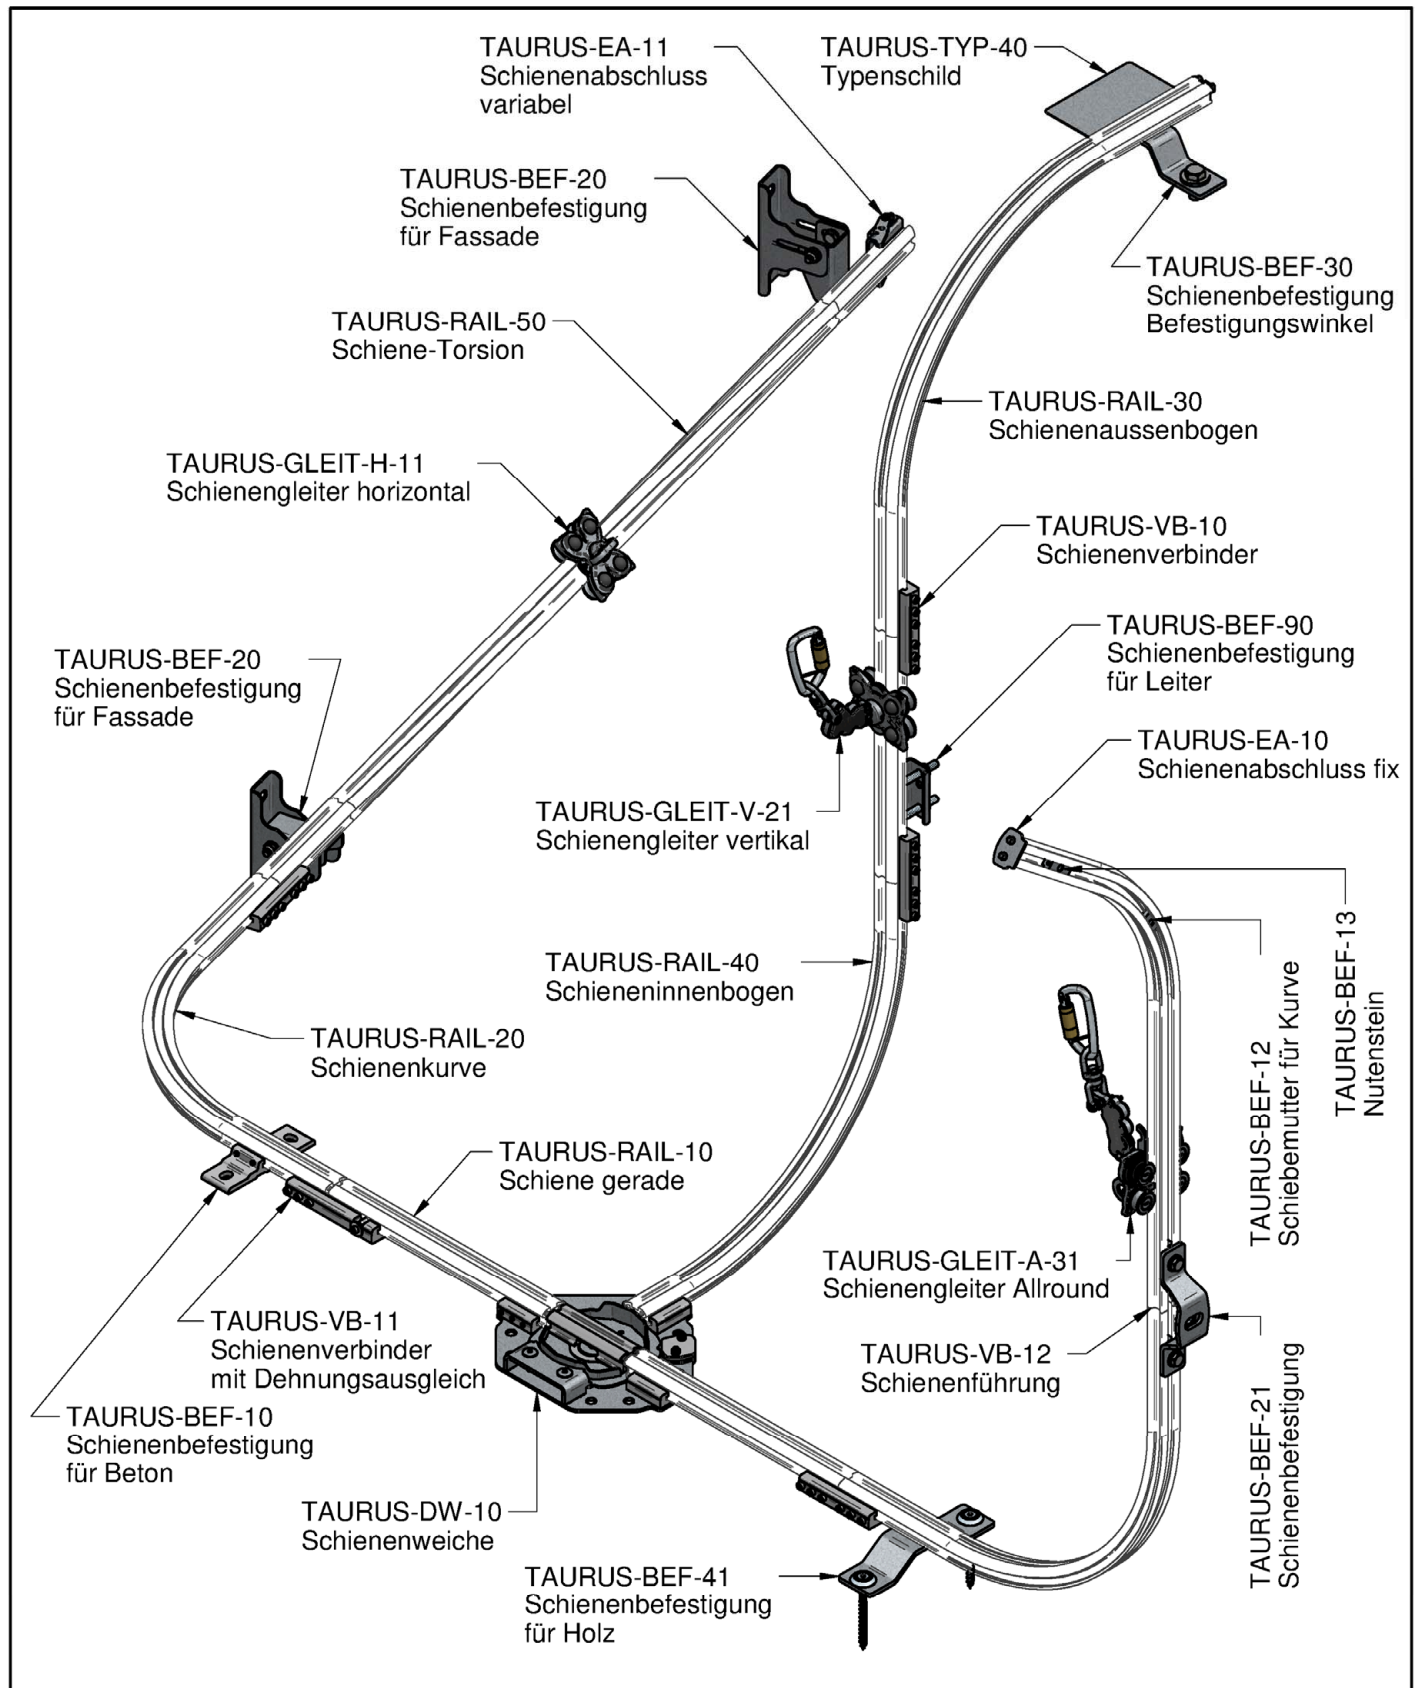 TAURUS-EA-11
Schienenabschluss
variabel
TAURUS-TYP-40
Typenschild
TAURUS-BEF-20
Schienenbefestigung
für Fassade
TAURUS-BEF-30
Schienenbefestigung
Befestigungswinkel
TAURUS-RAIL-50
Schiene-Torsion
TAURUS-RAIL-30
Schienenaussenbogen
TAURUS-GLEIT-H-11
Schienengleiter horizontal
TAURUS-VB-10
Schienenverbinder
TAURUS-BEF-90
Schienenbefestigung
für Leiter
TAURUS-BEF-20
Schienenbefestigung
für Fassade
TAURUS-EA-10
Schienenabschluss fix
TAURUS-GLEIT-V-21
Schienengleiter vertikal
TAURUS-BEF-13
Nutenstein
TAURUS-BEF-12
Schiebemutter für Kurve
TAURUS-RAIL-40
Schieneninnenbogen
TAURUS-RAIL-20
Schienenkurve
TAURUS-RAIL-10
Schiene gerade
TAURUS-GLEIT-A-31
Schienengleiter Allround
TAURUS-VB-11
Schienenverbinder
mit Dehnungsausgleich
TAURUS-VB-12
Schienenführung
TAURUS-BEF-21
Schienenbefestigung
TAURUS-BEF-10
Schienenbefestigung
für Beton
TAURUS-DW-10
Schienenweiche
TAURUS-BEF-41
Schienenbefestigung
für Holz